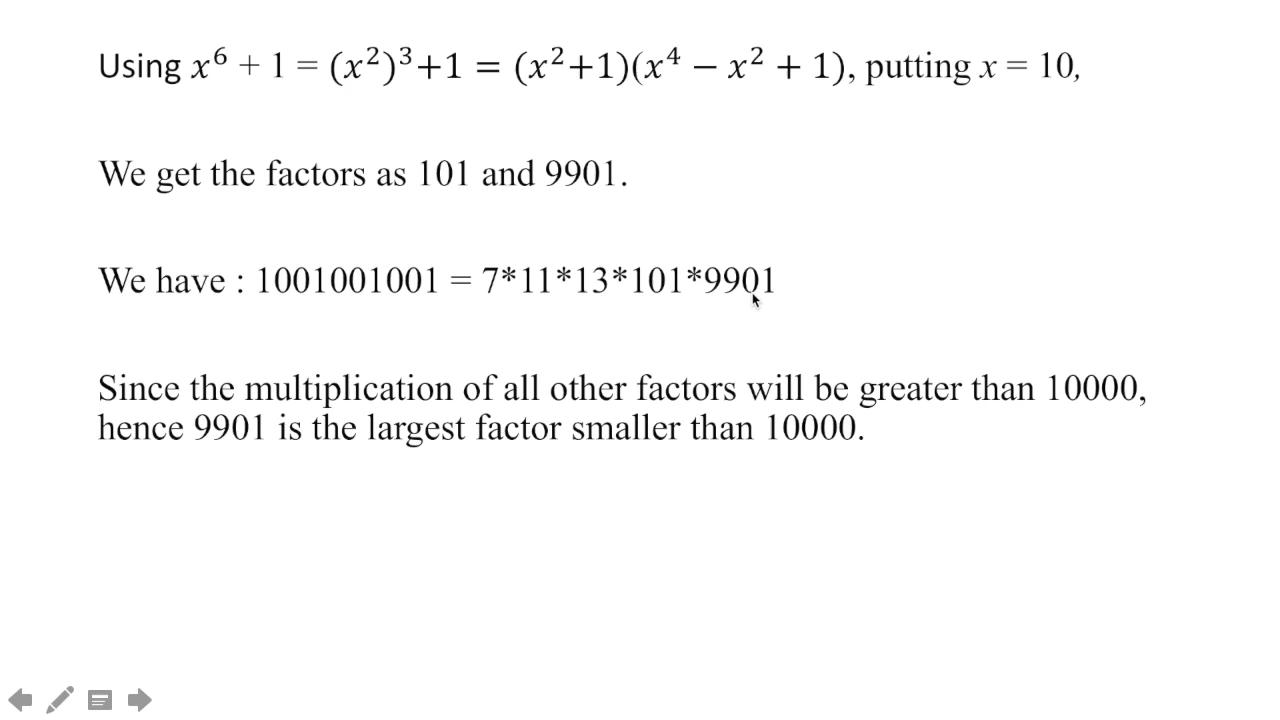 Using x⁶ + 1 = (x²)³+1 = (x²+1)(x⁴ − x² + 1), putting x = 10,
We get the factors as 101 and 9901.
We have : 1001001001 = 7*11*13*101*9901
Since the multiplication of all other factors will be greater than 10000,
hence 9901 is the largest factor smaller than 10000.